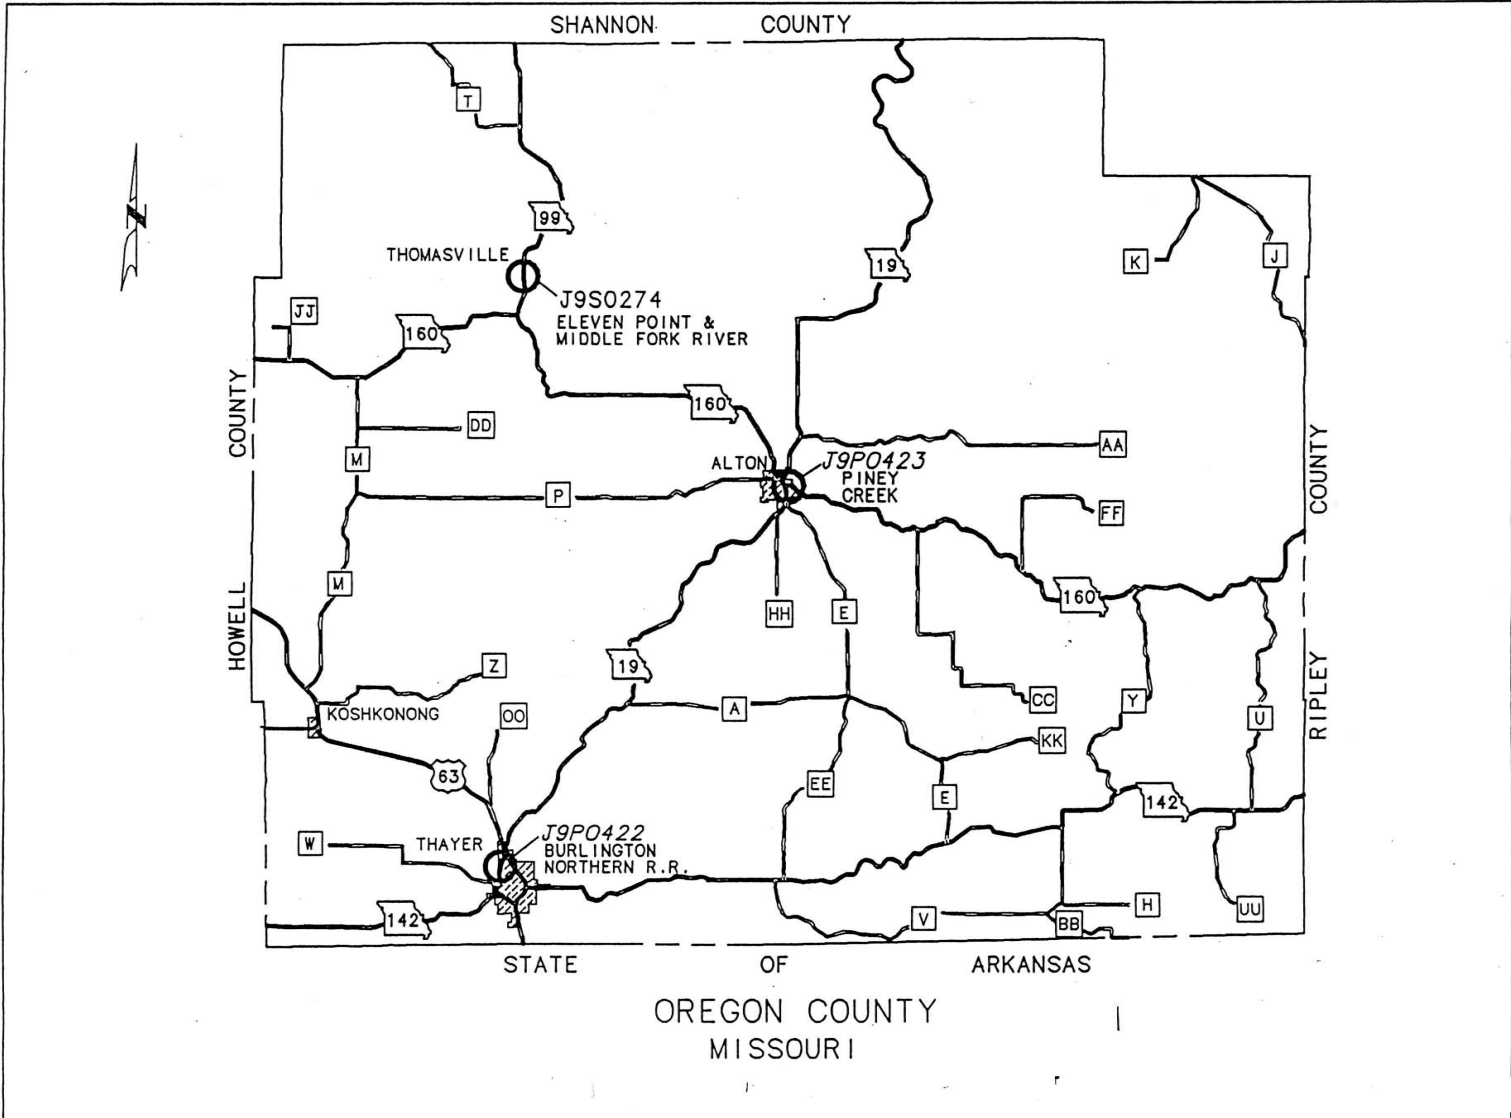 SHANNON COUNTY
T
N
99
THOMASVILLE
19
K
J
J9S0274
ELEVEN POINT &
MIDDLE FORK RIVER
JJ
160
160
DD
HOWELL COUNTY
M
ALTON
J9P0423
PINEY
CREEK
AA
P
FF
RIPLEY COUNTY
M
HH
E
160
Z
19
KOSHKONONG
OO
A
CC
Y
U
KK
63
EE
E
142
W
THAYER
J9P0422
BURLINGTON
NORTHERN R.R.
142
V
BB
H
UU
STATE OF ARKANSAS
OREGON COUNTY
MISSOURI